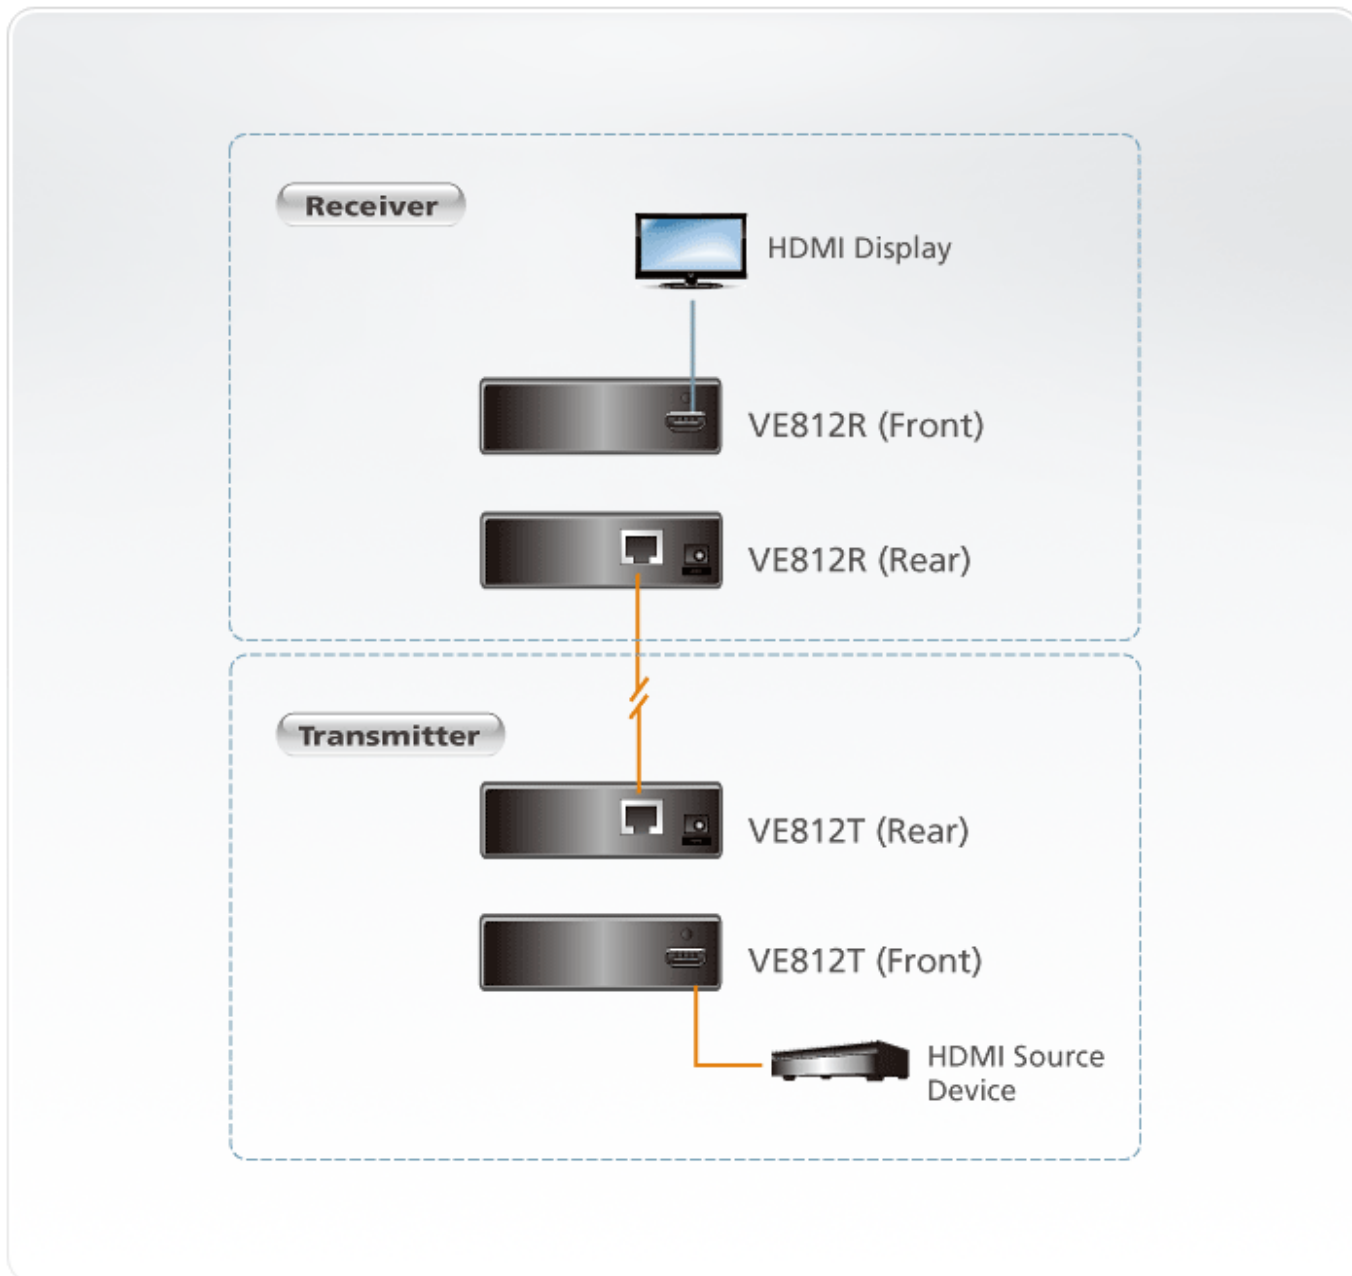 Receiver
HDMI Display
VE812R (Front)
VE812R (Rear)
Transmitter
VE812T (Rear)
VE812T (Front)
HDMI Source
Device